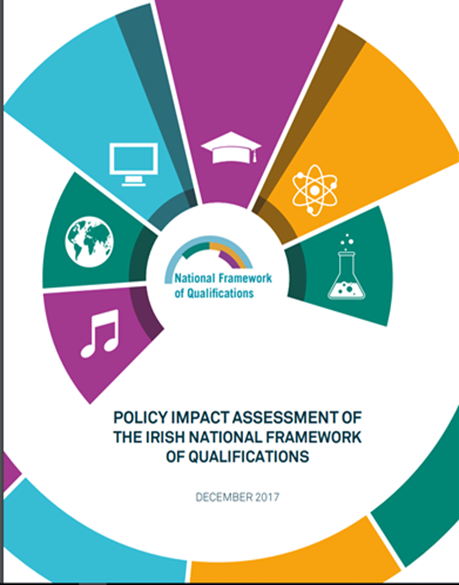 National Framework
of Qualifications
POLICY IMPACT ASSESSMENT OF
THE IRISH NATIONAL FRAMEWORK
OF QUALIFICATIONS
DECEMBER 2017